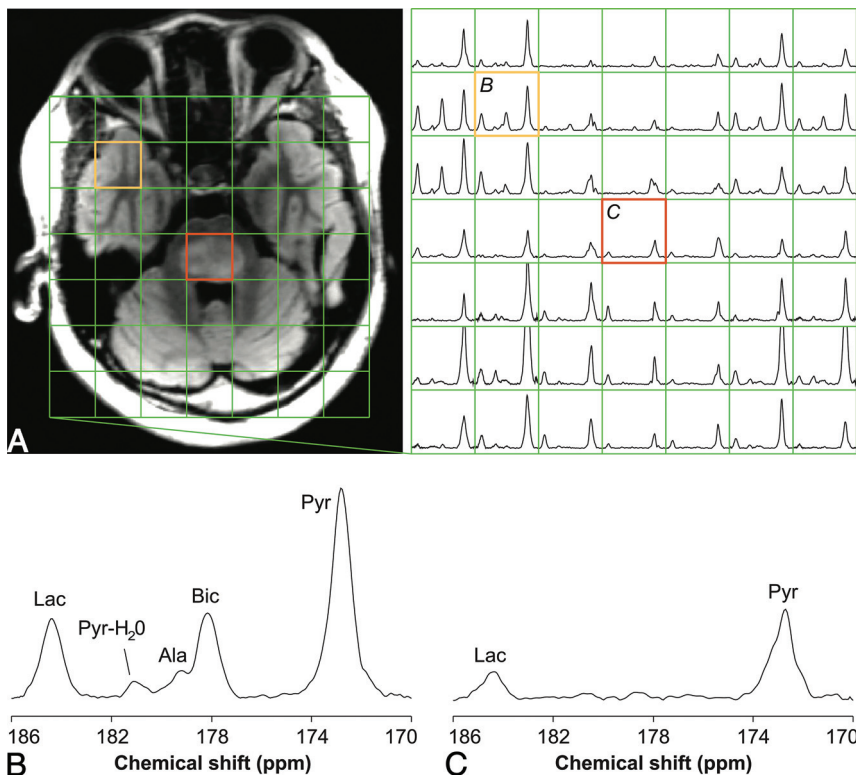 B
C
A
Pyr
Lac
Bic
Pyr-H₂0
Ala
186
182
178
174
170
Chemical shift (ppm)
B
Pyr
Lac
186
182
178
174
170
Chemical shift (ppm)
C